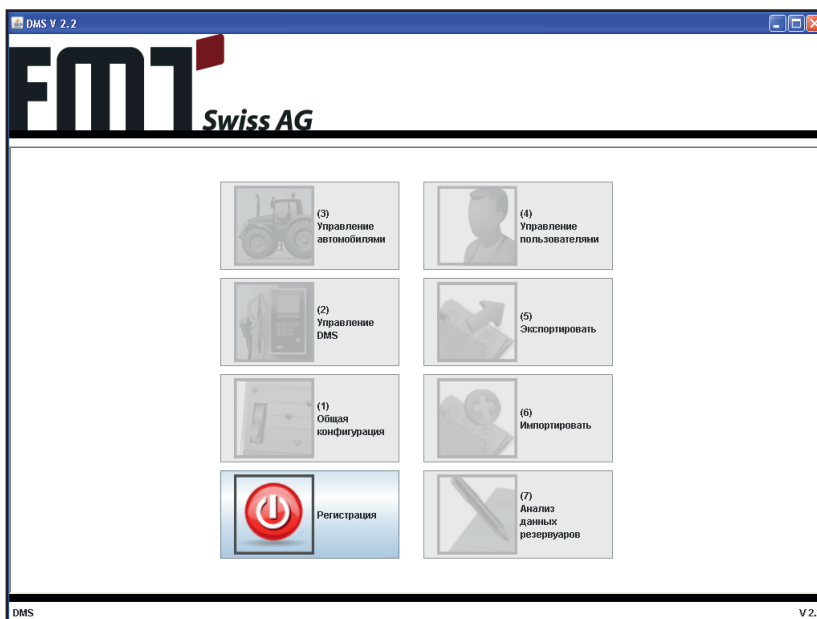 DMS V 2.2
FMT
Swiss AG
(3)
Управление
автомобилями
(4)
Управление
пользователями
(2)
Управление
DMS
(5)
Экспортировать
(1)
Общая
конфигурация
(6)
Импортировать
Регистрация
(7)
Анализ
данных
резервуаров
DMS